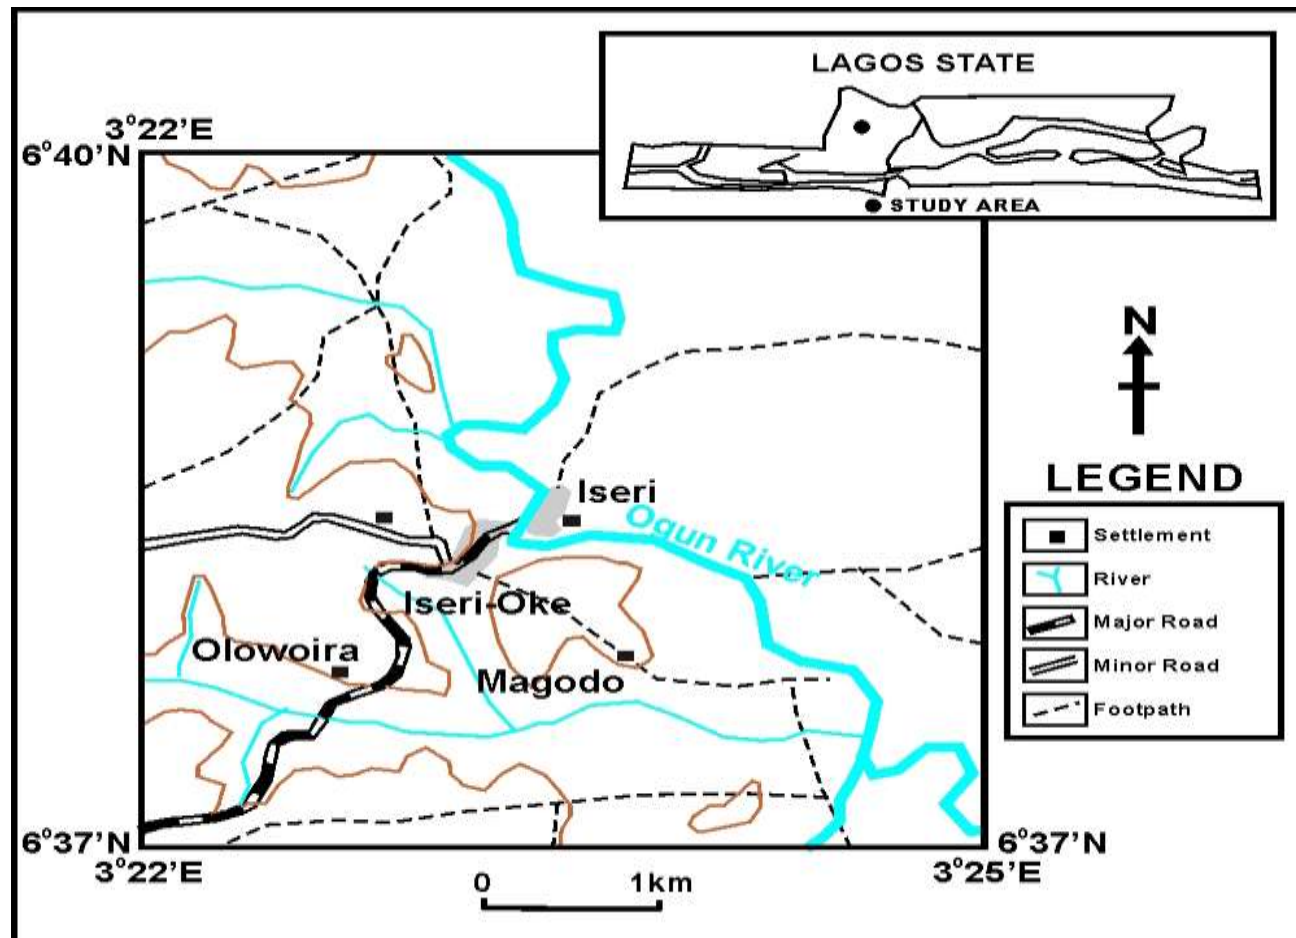 LAGOS STATE
STUDY AREA
3°22'E
6°40'N
N
Iseri
Ogun River
Iseri-Oke
Olowoira
Magodo
LEGEND
Settlement
River
Major Road
Minor Road
Footpath
6°37'N
6°37'N
3°22'E
3°25'E
0 1km